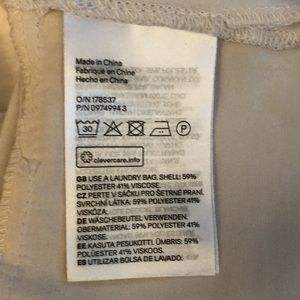 Made in China
Fabriqué en Chine
Hecho en China
O/N 178537
P/N 09749943
30
P
clevercare.info
GB USE A LAUNDRY BAG. SHELL: 59%
POLYESTER 41% VISCOSE.
CZ PERTE V SÁČKU PRO ŠETRNÉ PRANÍ.
SVRCHNÍ LÁTKA: 59% POLYESTER 41%
VISKÓZA.
DE WÄSCHEBEUTEL VERWENDEN.
OBERMATERIAL: 59% POLYESTER 41%
VISKOSE.
EE KASUTA PESUKOTTI. ÜMBRIS: 59%
POLÜESTER 41% VISKOOS.
ES UTILIZAR BOLSA DE LAVADO.